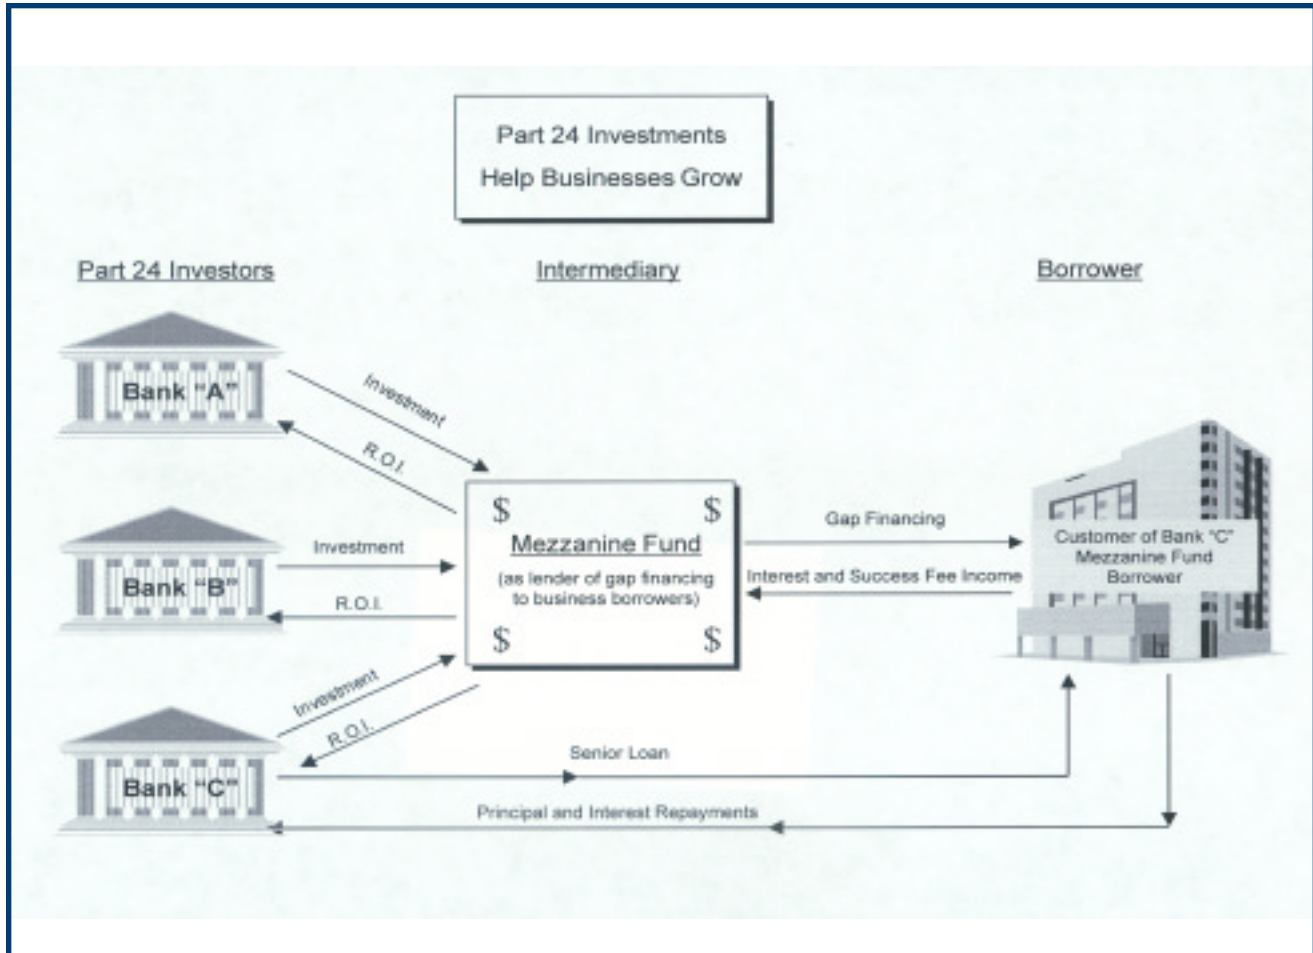 Part 24 Investments
Help Businesses Grow
Part 24 Investors
Intermediary
Borrower
Bank "A"
Investment
R.O.I.
Bank "B"
Investment
R.O.I.
Bank "C"
Investment
R.O.I.
$ $
Mezzanine Fund
(as lender of gap financing
to business borrowers)
$ $
Gap Financing
Interest and Success Fee Income
Customer of Bank "C"
Mezzanine Fund
Borrower
Senior Loan
Principal and Interest Repayments